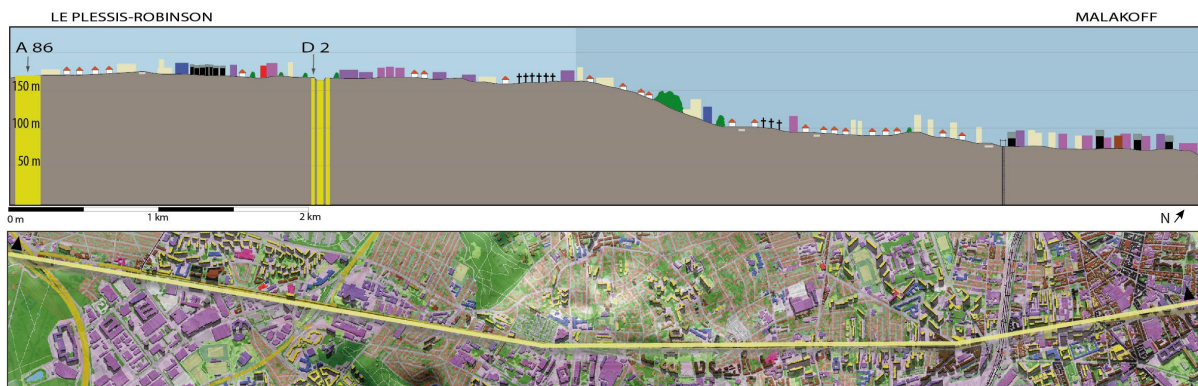 LE PLESSIS-ROBINSON
MALAKOFF
A 86
D 2
150 m
100 m
50 m
0 m
1 km
2 km
N